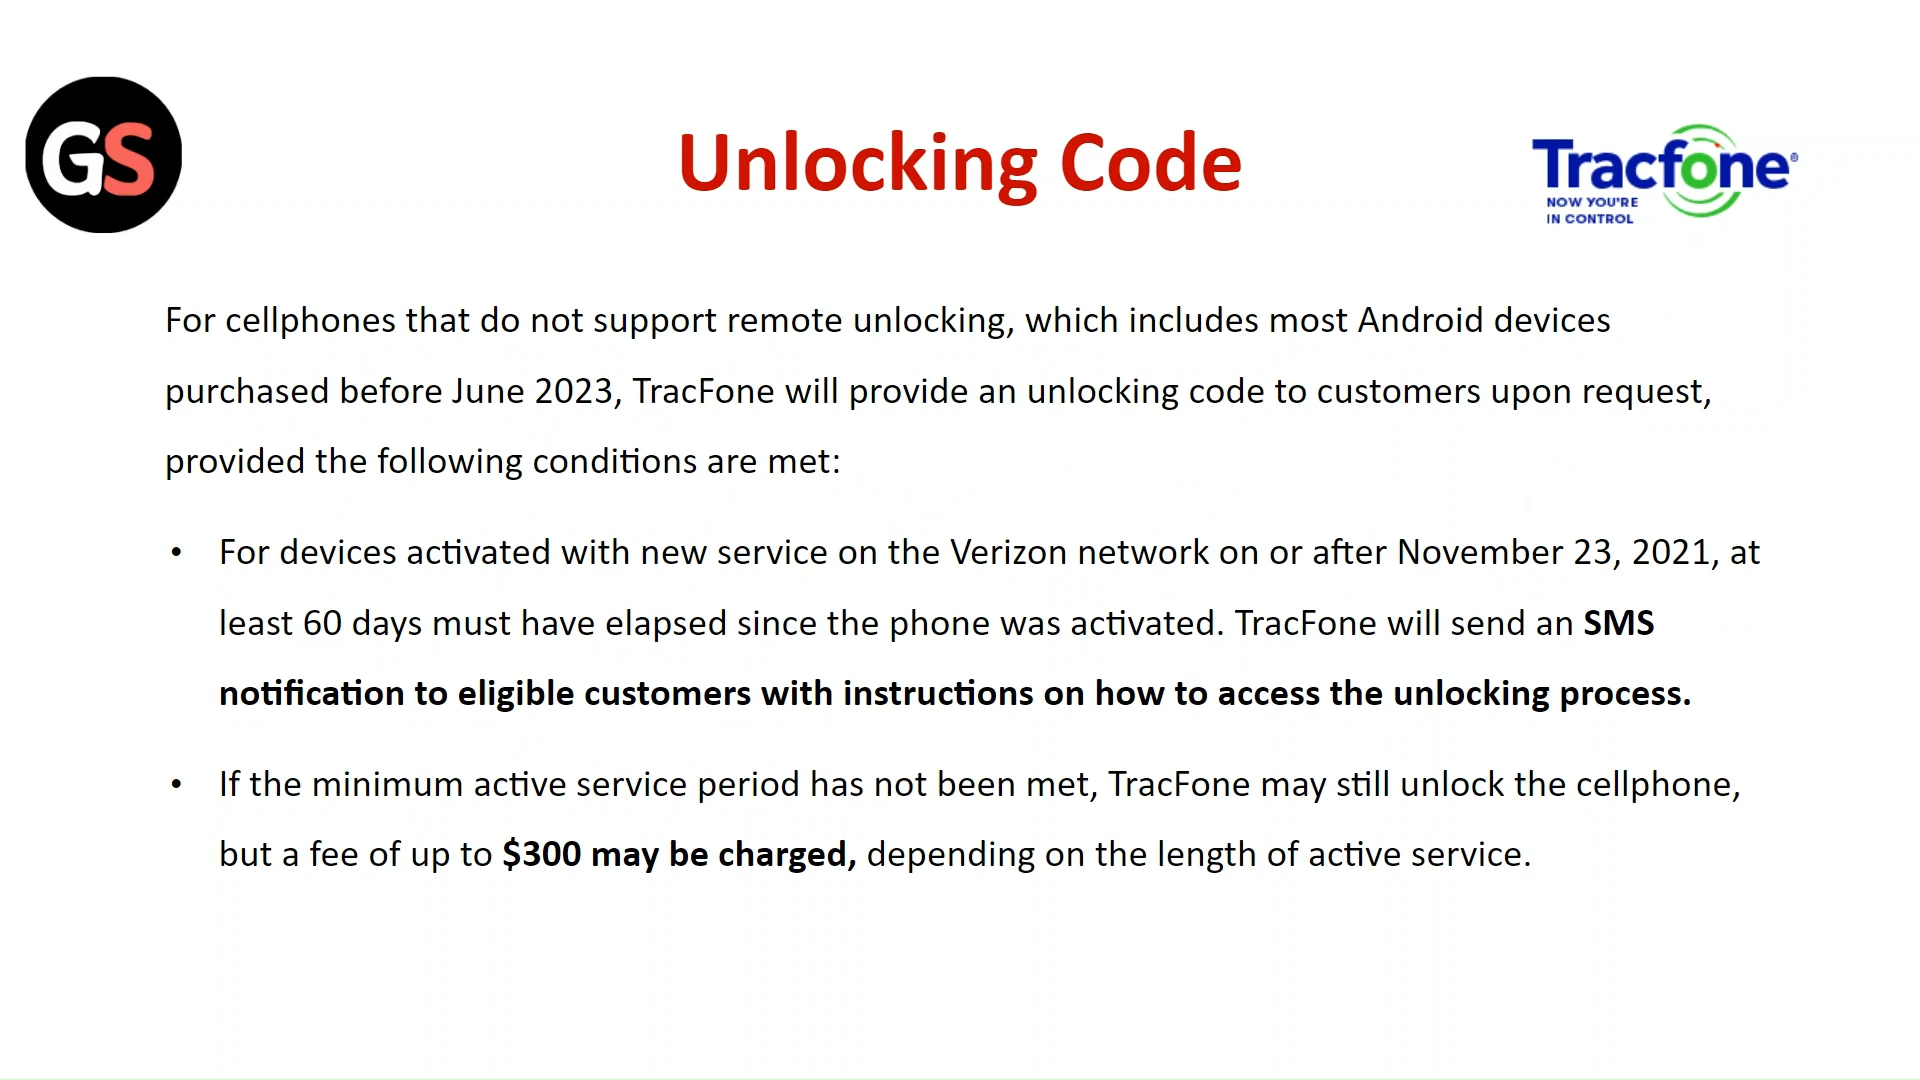 GS
Unlocking Code
Tracfone®
NOW YOU'RE
IN CONTROL
For cellphones that do not support remote unlocking, which includes most Android devices
purchased before June 2023, TracFone will provide an unlocking code to customers upon request,
provided the following conditions are met:
• For devices activated with new service on the Verizon network on or after November 23, 2021, at
least 60 days must have elapsed since the phone was activated. TracFone will send an SMS
notification to eligible customers with instructions on how to access the unlocking process.
• If the minimum active service period has not been met, TracFone may still unlock the cellphone,
but a fee of up to $300 may be charged, depending on the length of active service.